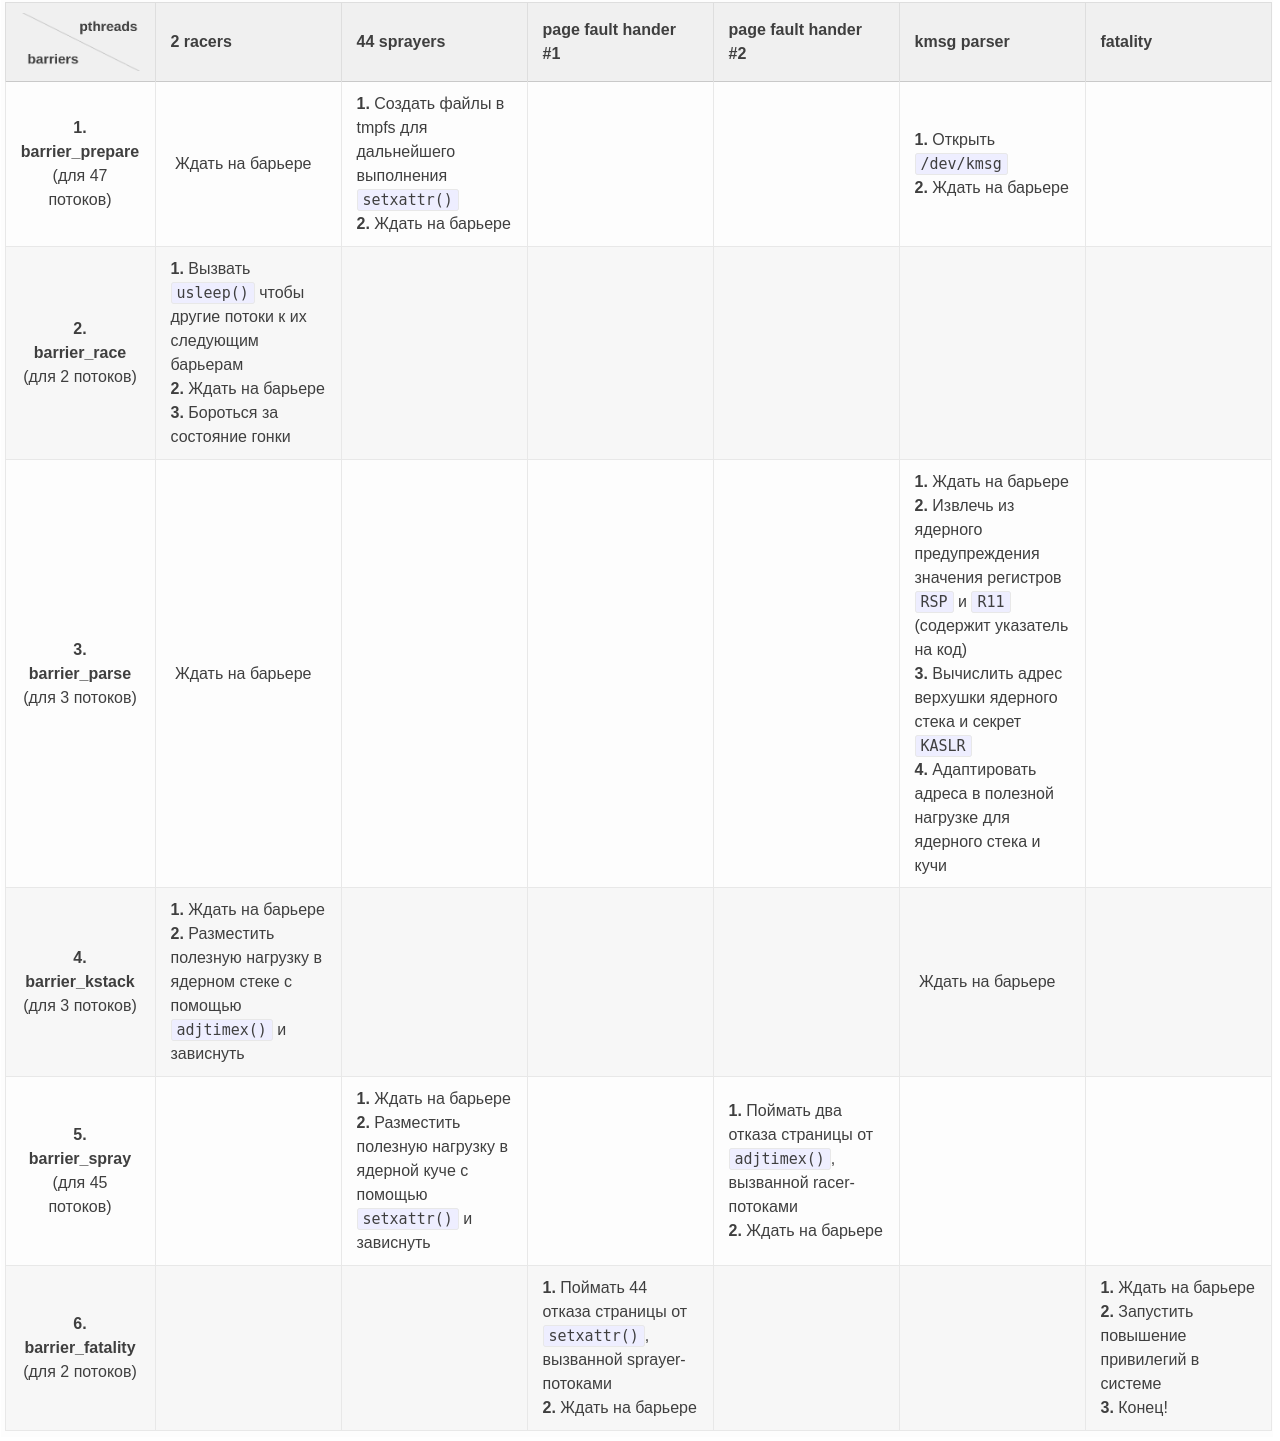 pthreads
barriers
2 racers
44 sprayers
page fault hander
#1
page fault hander
#2
kmsg parser
fatality
1.
barrier_prepare
(для 47
потоков)
Ждать на барьере
1. Создать файлы в
tmpfs для
дальнейшего
выполнения
setxattr()
2. Ждать на барьере
1. Открыть
/dev/kmsg
2. Ждать на барьере
2.
barrier_race
(для 2 потоков)
1. Вызвать
usleep() чтобы
другие потоки к их
следующим
барьерам
2. Ждать на барьере
3. Бороться за
состояние гонки
3.
barrier_parse
(для 3 потоков)
Ждать на барьере
1. Ждать на барьере
2. Извлечь из
ядерного
предупреждения
значения регистров
RSP и R11
(содержит указатель
на код)
3. Вычислить адрес
верхушки ядерного
стека и секрет
KASLR
4. Адаптировать
адреса в полезной
нагрузке для
ядерного стека и
кучи
4.
barrier_kstack
(для 3 потоков)
1. Ждать на барьере
2. Разместить
полезную нагрузку в
ядерном стеке с
помощью
adjtimex() и
зависнуть
Ждать на барьере
5.
barrier_spray
(для 45
потоков)
1. Ждать на барьере
2. Разместить
полезную нагрузку в
ядерной куче с
помощью
setxattr() и
зависнуть
1. Поймать два
отказа страницы от
adjtimex(),
вызванной racer-
потоками
2. Ждать на барьере
6.
barrier_fatality
(для 2 потоков)
1. Поймать 44
отказа страницы от
setxattr(),
вызванной sprayer-
потоками
2. Ждать на барьере
1. Ждать на барьере
2. Запустить
повышение
привилегий в
системе
3. Конец!